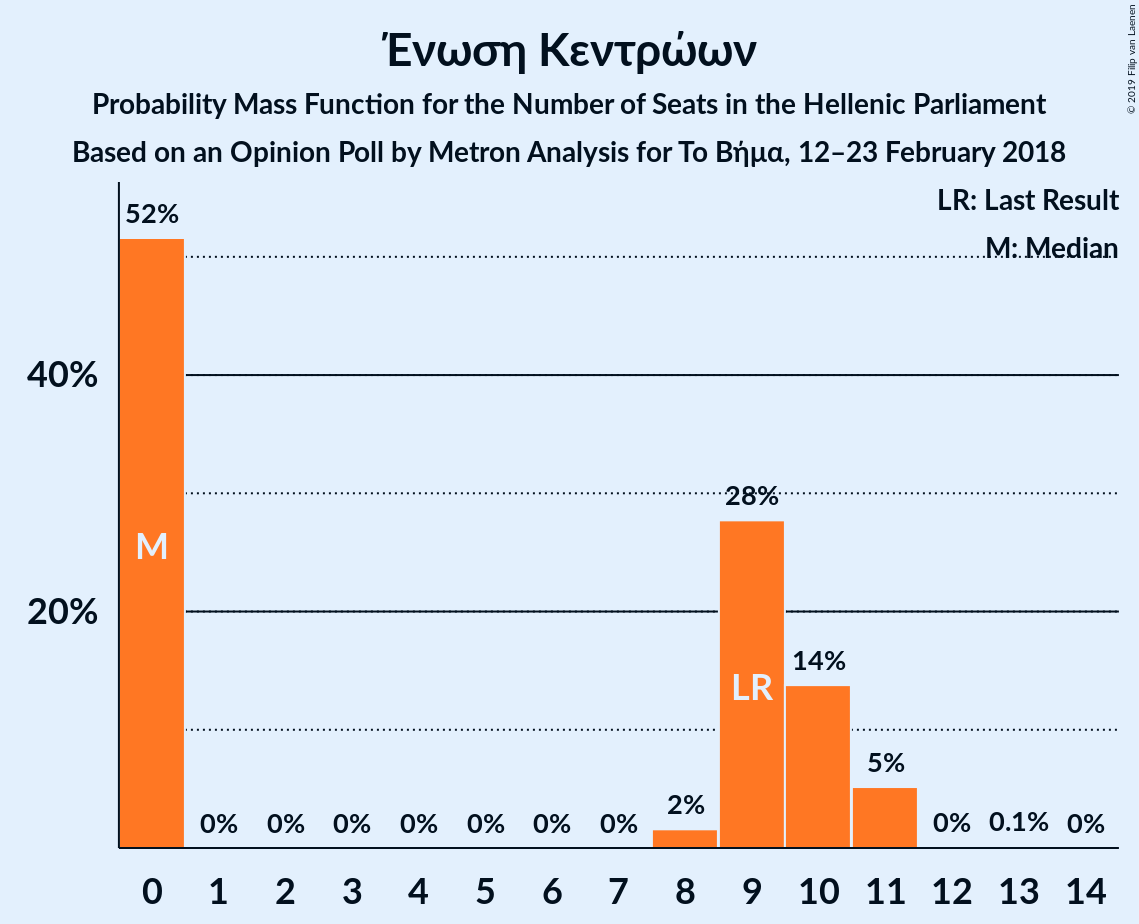 Ένωση Κεντρώων
Probability Mass Function for the Number of Seats in the Hellenic Parliament
Based on an Opinion Poll by Metron Analysis for Το Βήμα, 12–23 February 2018
© 2019 Filip van Laenen
LR: Last Result
M: Median
52%
40%
28%
M
20%
14%
LR
5%
2%
0% 0% 0% 0% 0% 0% 0% 0% 0.1% 0%
0 1 2 3 4 5 6 7 8 9 10 11 12 13 14